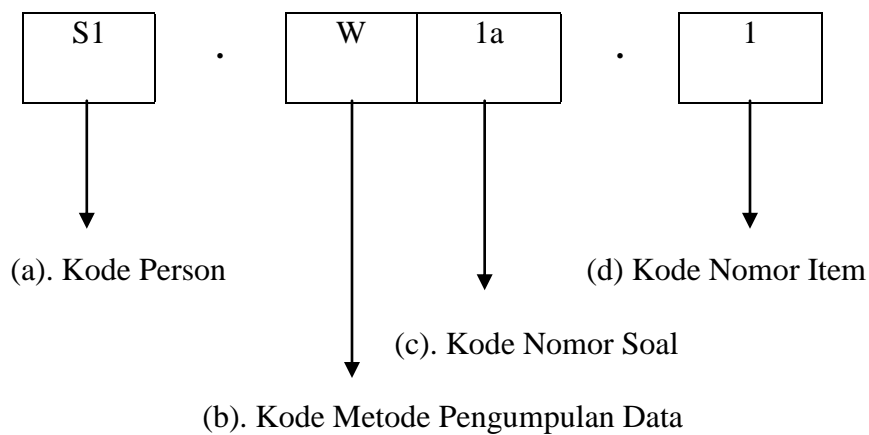 S1 . W 1a . 1
(a). Kode Person
(d) Kode Nomor Item
(c). Kode Nomor Soal
(b). Kode Metode Pengumpulan Data